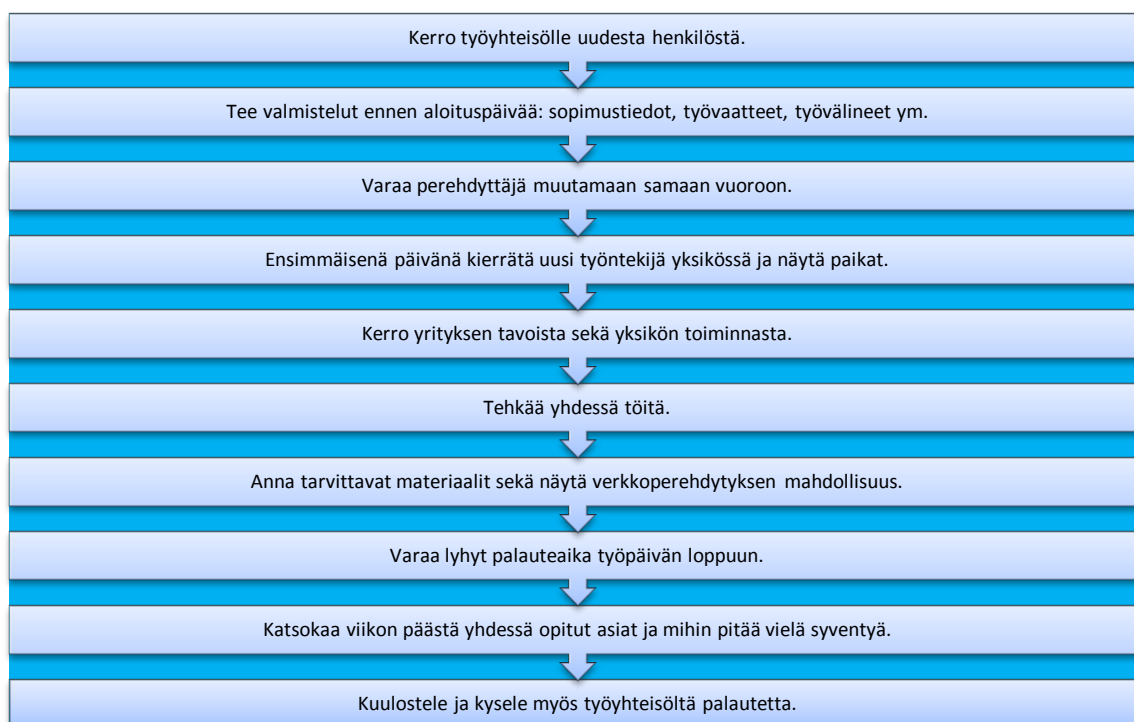 Kerro työyhteisölle uudesta henkilöstä.
Tee valmistelut ennen aloituspäivää: sopimustiedot, työvaatteet, työvälineet ym.
Varaa perehdyttäjä muutamaan samaan vuoroon.
Ensimmäisenä päivänä kierrätä uusi työntekijä yksikössä ja näytä paikat.
Kerro yrityksen tavoista sekä yksikön toiminnasta.
Tehkää yhdessä töitä.
Anna tarvittavat materiaalit sekä näytä verkkoperehdytyksen mahdollisuus.
Varaa lyhyt palauteaika työpäivän loppuun.
Katsokaa viikon päästä yhdessä opitut asiat ja mihin pitää vielä syventyä.
Kuulostele ja kysele myös työyhteisöltä palautetta.